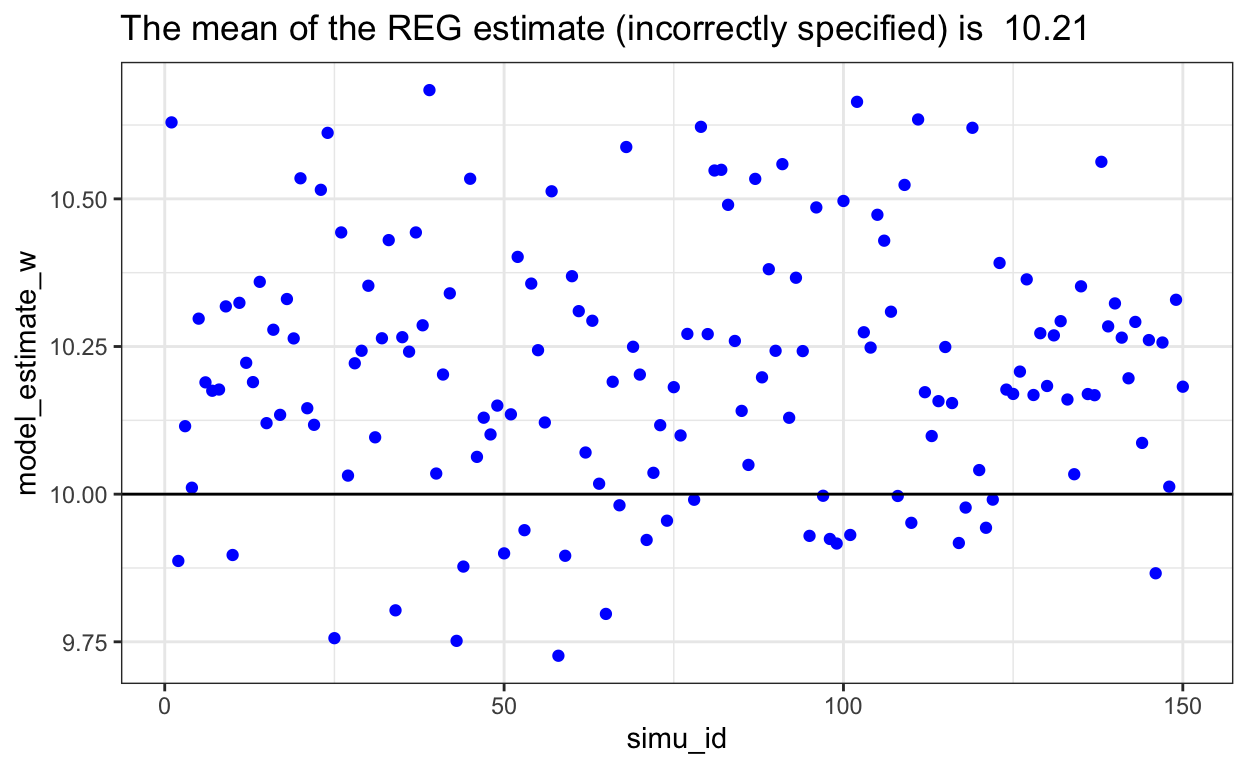 The mean of the REG estimate (incorrectly specified) is  10.21
model_estimate_w
10.50
10.25
10.00
9.75
0
50
100
150
simu_id